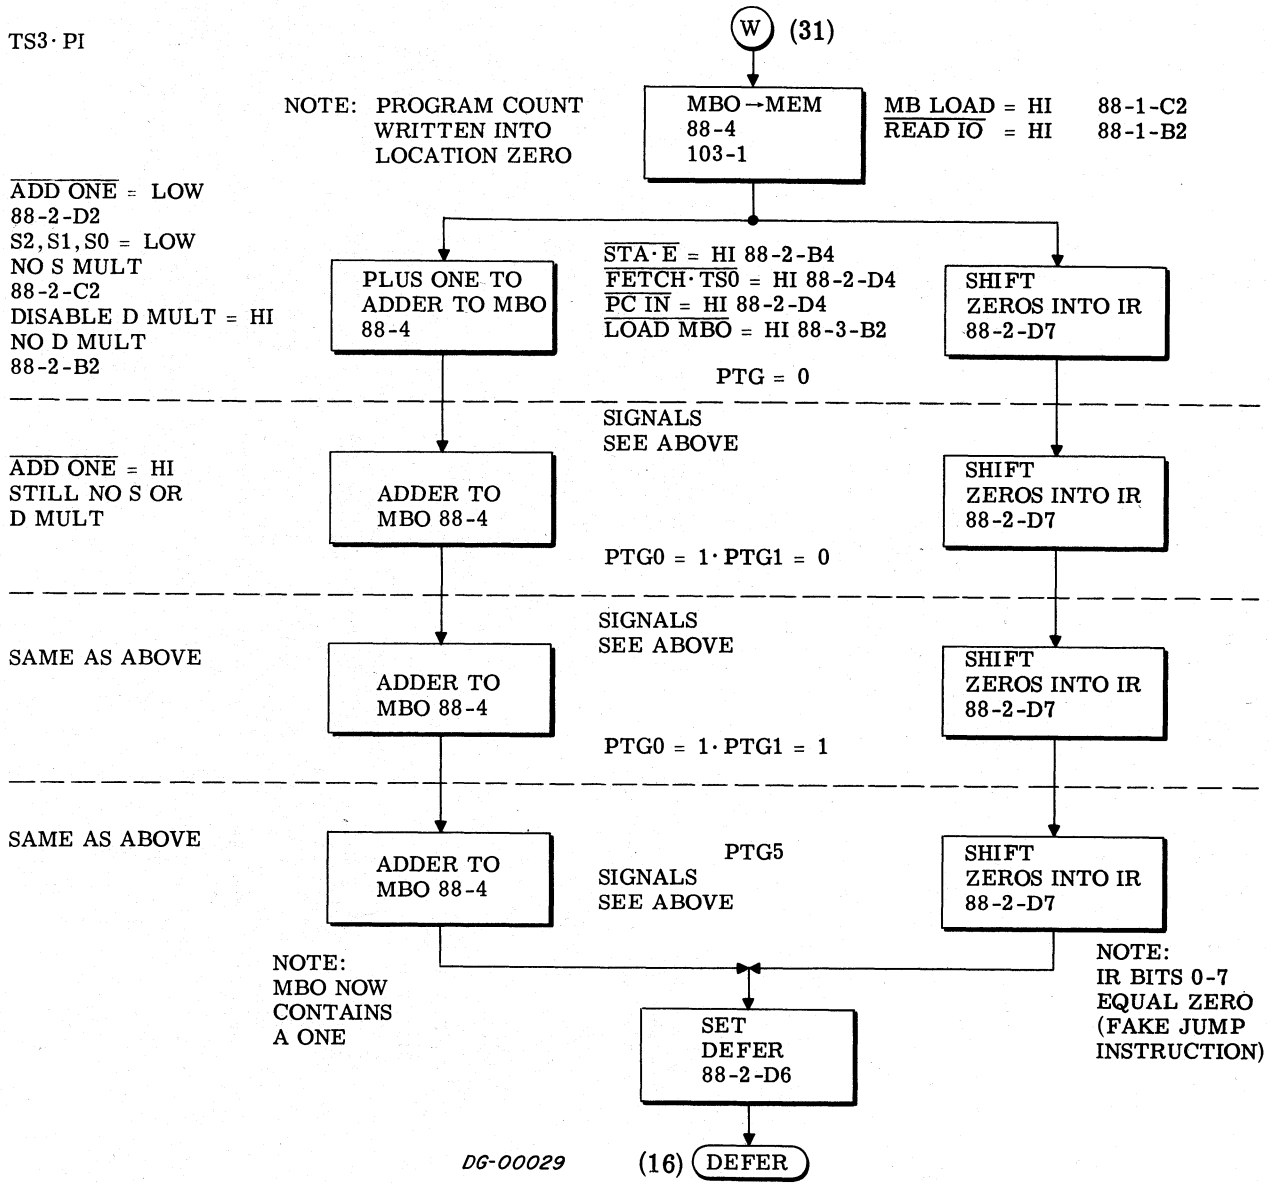 TS3·PI
W (31)
NOTE: PROGRAM COUNT
WRITTEN INTO
LOCATION ZERO
MBO→MEM
88-4
103-1
MB LOAD = HI 88-1-C2
READ IO = HI 88-1-B2
ADD ONE = LOW
88-2-D2
S2,S1,S0 = LOW
NO S MULT
88-2-C2
DISABLE D MULT = HI
NO D MULT
88-2-B2
PLUS ONE TO
ADDER TO MBO
88-4
STA·E = HI 88-2-B4
FETCH·TS0 = HI 88-2-D4
PC IN = HI 88-2-D4
LOAD MBO = HI 88-3-B2
PTG = 0
SHIFT
ZEROS INTO IR
88-2-D7
ADD ONE = HI
STILL NO S OR
D MULT
ADDER TO
MBO 88-4
SIGNALS
SEE ABOVE
PTG0 = 1·PTG1 = 0
SHIFT
ZEROS INTO IR
88-2-D7
SAME AS ABOVE
ADDER TO
MBO 88-4
SIGNALS
SEE ABOVE
PTG0 = 1·PTG1 = 1
SHIFT
ZEROS INTO IR
88-2-D7
SAME AS ABOVE
ADDER TO
MBO 88-4
PTG5
SIGNALS
SEE ABOVE
SHIFT
ZEROS INTO IR
88-2-D7
NOTE:
MBO NOW
CONTAINS
A ONE
NOTE:
IR BITS 0-7
EQUAL ZERO
(FAKE JUMP
INSTRUCTION)
SET
DEFER
88-2-D6
DG-00029
(16) DEFER